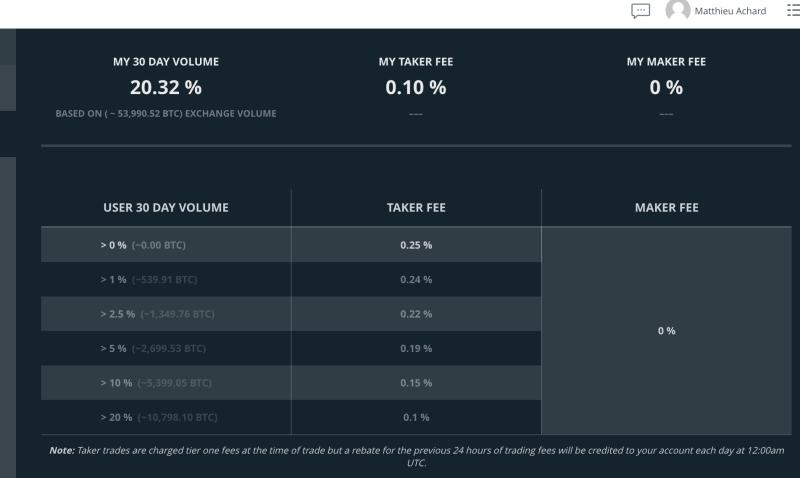 Matthieu Achard
MY 30 DAY VOLUME
20.32 %
BASED ON ( ~ 53,990.52 BTC) EXCHANGE VOLUME
MY TAKER FEE
0.10 %
---
MY MAKER FEE
0 %
---
USER 30 DAY VOLUME TAKER FEE MAKER FEE
> 0 % (~0.00 BTC) 0.25 %
> 1 % (~539.91 BTC) 0.24 %
> 2.5 % (~1,349.76 BTC) 0.22 %
0 %
> 5 % (~2,699.53 BTC) 0.19 %
> 10 % (~5,399.05 BTC) 0.15 %
> 20 % (~10,798.10 BTC) 0.1 %
Note: Taker trades are charged tier one fees at the time of trade but a rebate for the previous 24 hours of trading fees will be credited to your account each day at 12:00am
UTC.